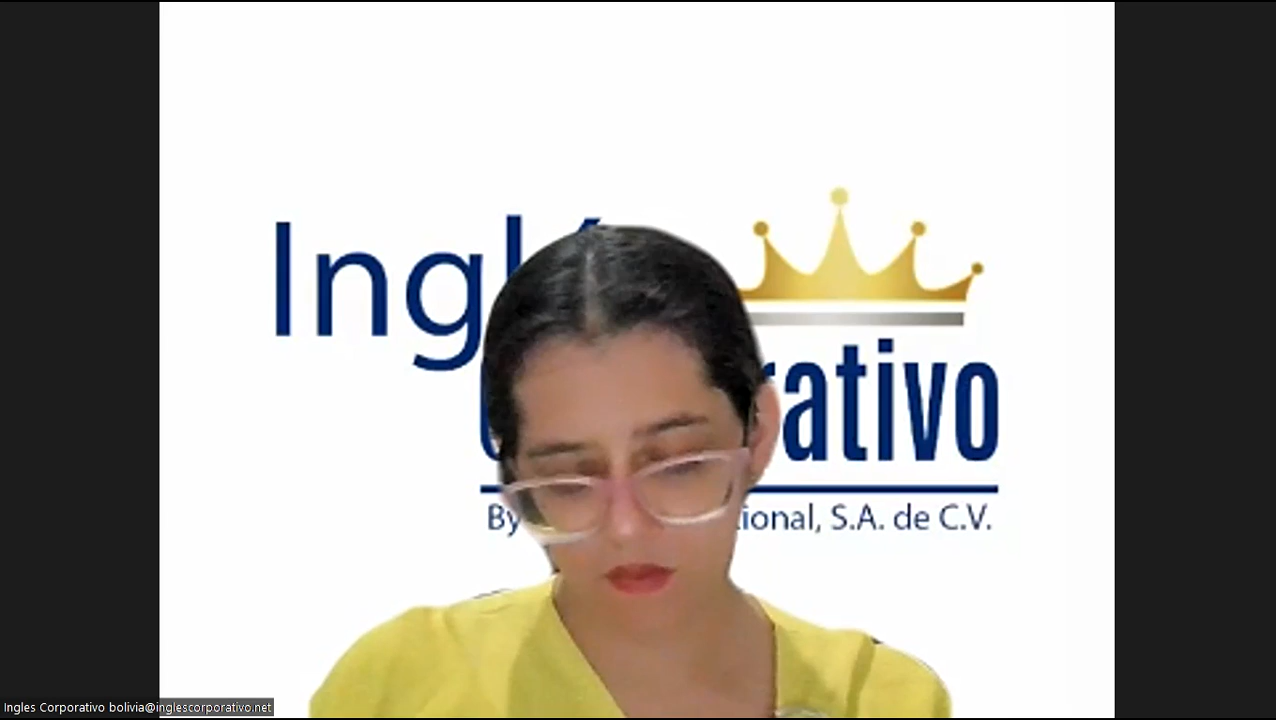 Ingl
rativo
By ional, S.A. de C.V.
Ingles Corporativo bolivia@inglescorporativo.net